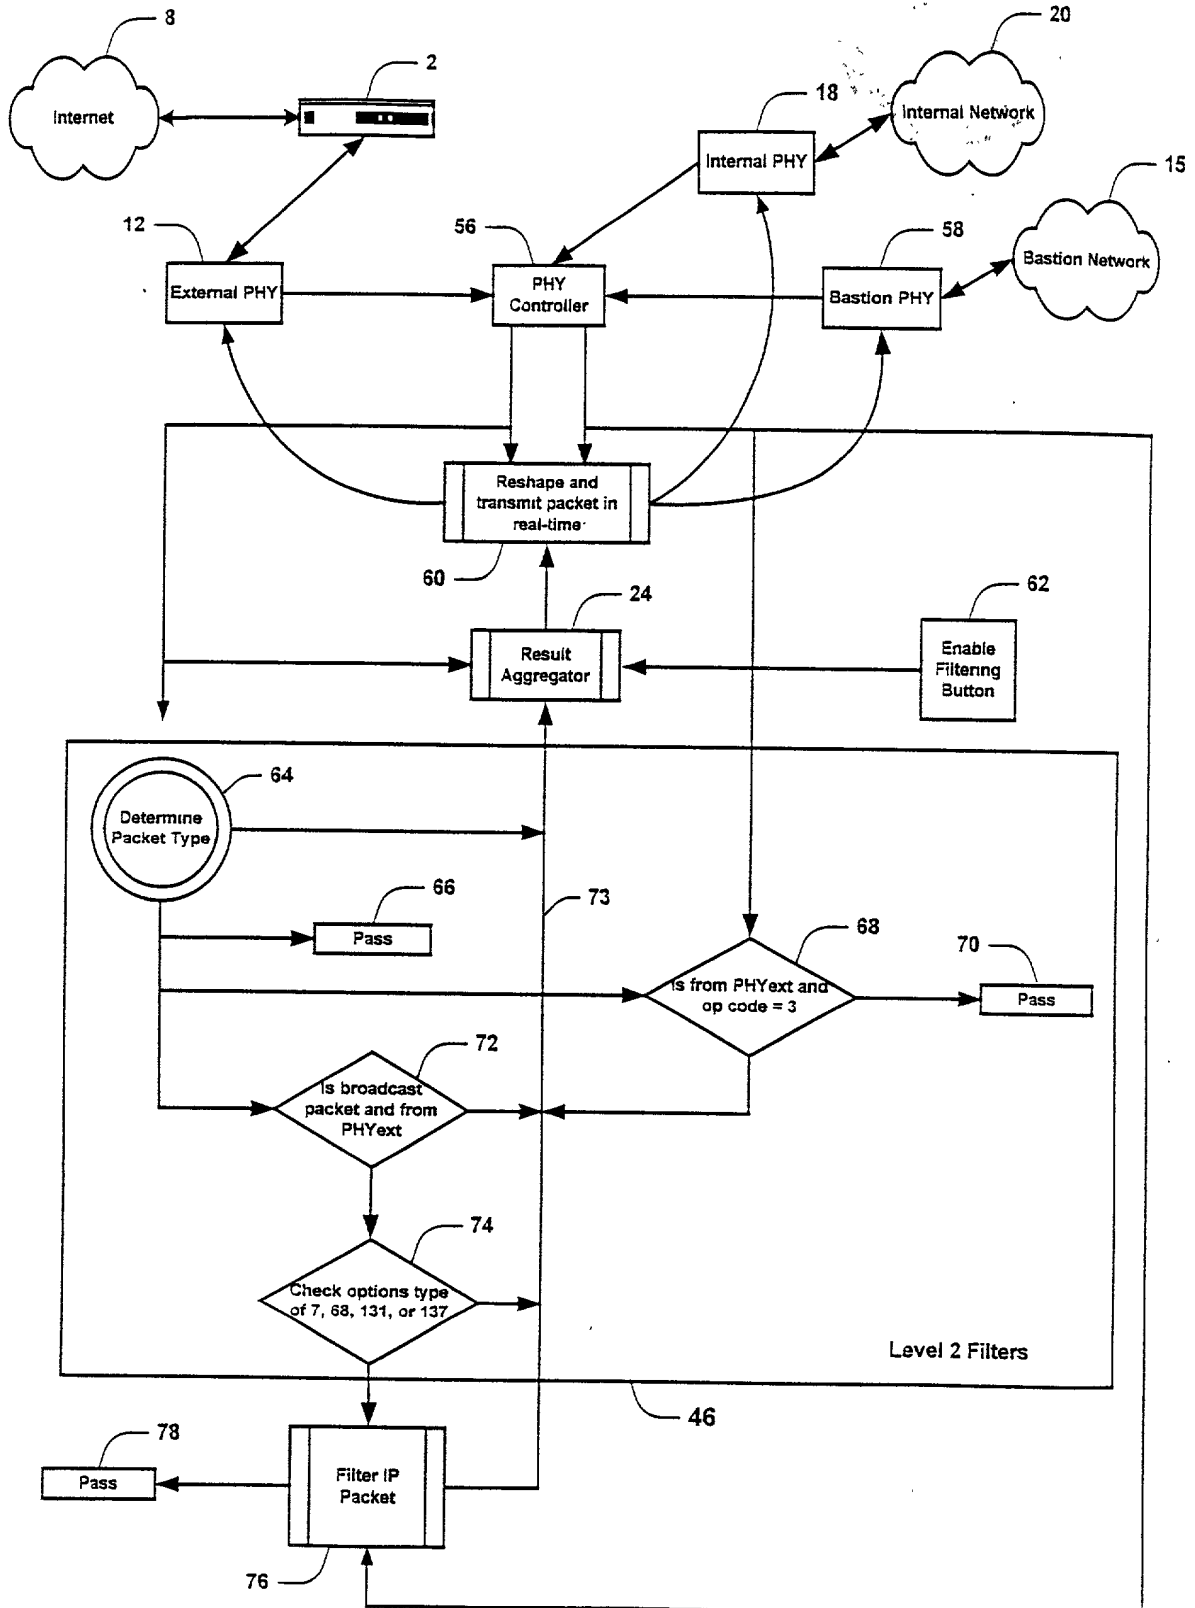 8
20
2
Internet
18
Internal Network
Internal PHY
15
12
56
58
Bastion Network
External PHY
PHY
Controller
Bastion PHY
Reshape and
transmit packet in
real-time
60
24
62
Result
Aggregator
Enable
Filtering
Button
64
Determine
Packet Type
66
Pass
73
68
70
Is from PHYext and
op code = 3
Pass
72
Is broadcast
packet and from
PHYext
74
Check options type
of 7, 68, 131, or 137
Level 2 Filters
46
78
Pass
Filter IP
Packet
76